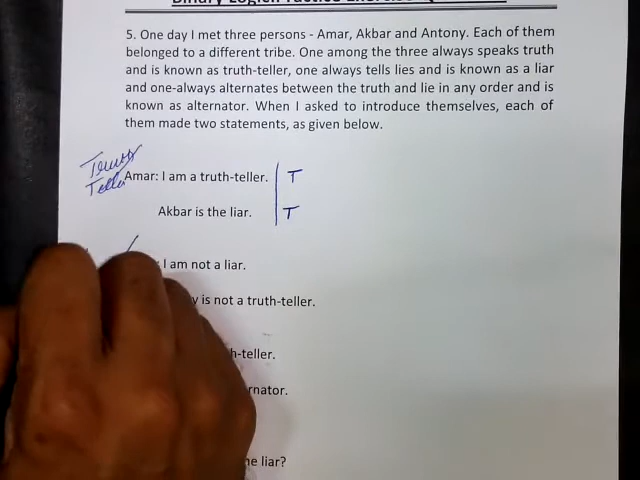 5. One day I met three persons - Amar, Akbar and Antony. Each of them
belonged to a different tribe. One among the three always speaks truth
and is known as truth-teller, one always tells lies and is known as a liar
and one-always alternates between the truth and lie in any order and is
known as alternator. When I asked to introduce themselves, each of
them made two statements, as given below.
Teller
Amar: I am a truth-teller. T
Akbar is the liar. T
I am not a liar.
is not a truth-teller.
-teller.
liar?